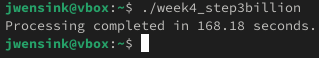 jwensink@vbox:~$ ./week4_step3billion
Processing completed in 168.18 seconds.
jwensink@vbox:~$